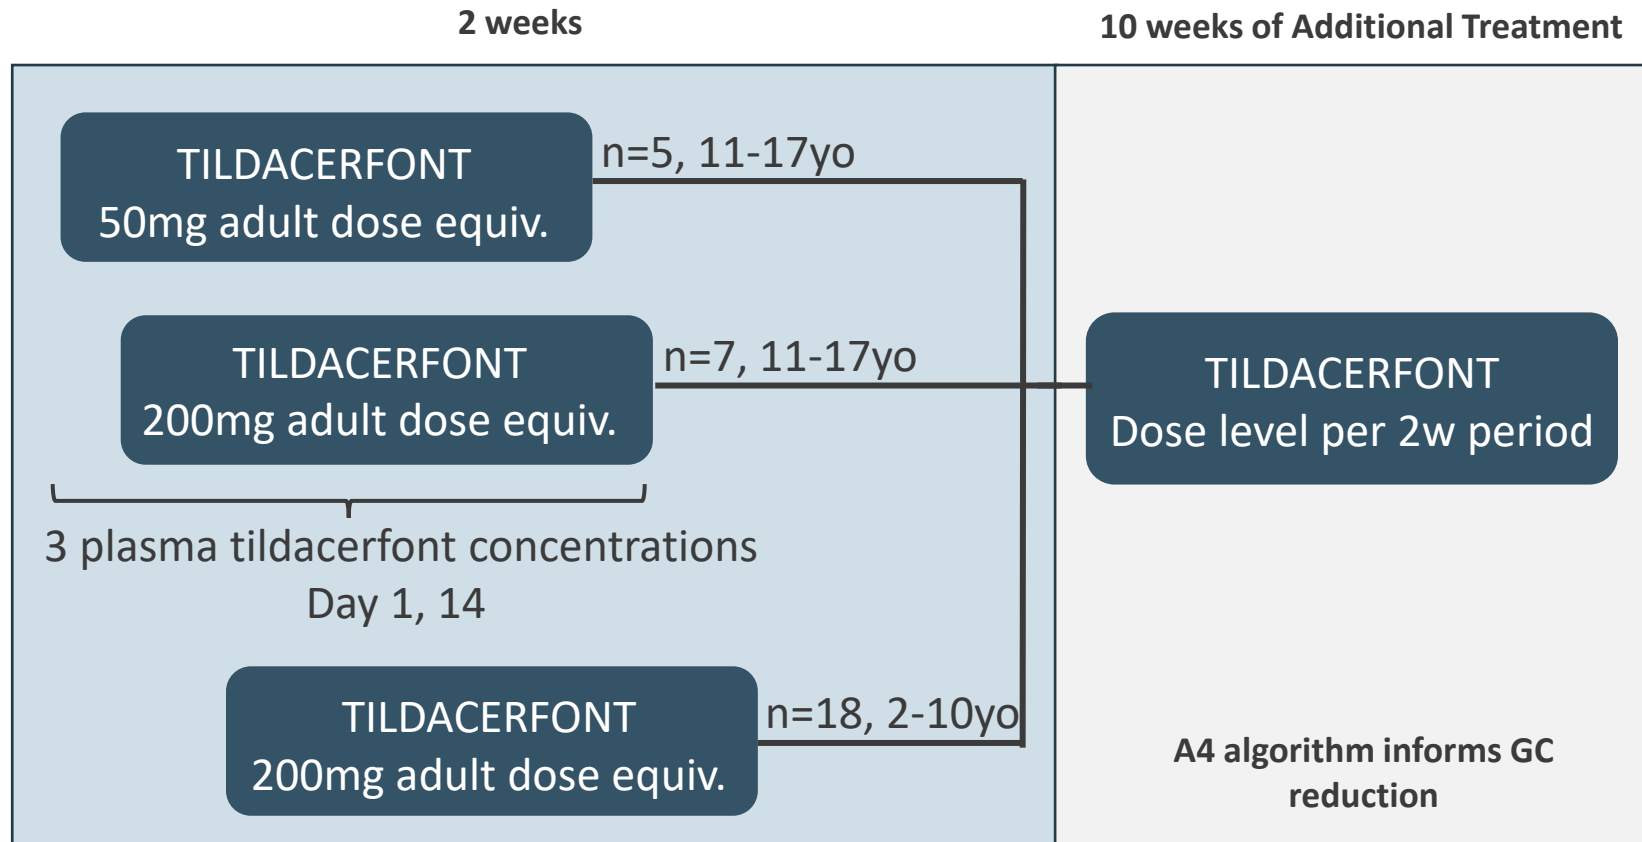 2 weeks
10 weeks of Additional Treatment
TILDACERFONT
50mg adult dose equiv.
n=5, 11-17yo
TILDACERFONT
200mg adult dose equiv.
n=7, 11-17yo
TILDACERFONT
Dose level per 2w period
3 plasma tildacerfont concentrations
Day 1, 14
TILDACERFONT
200mg adult dose equiv.
n=18, 2-10yo
A4 algorithm informs GC
reduction